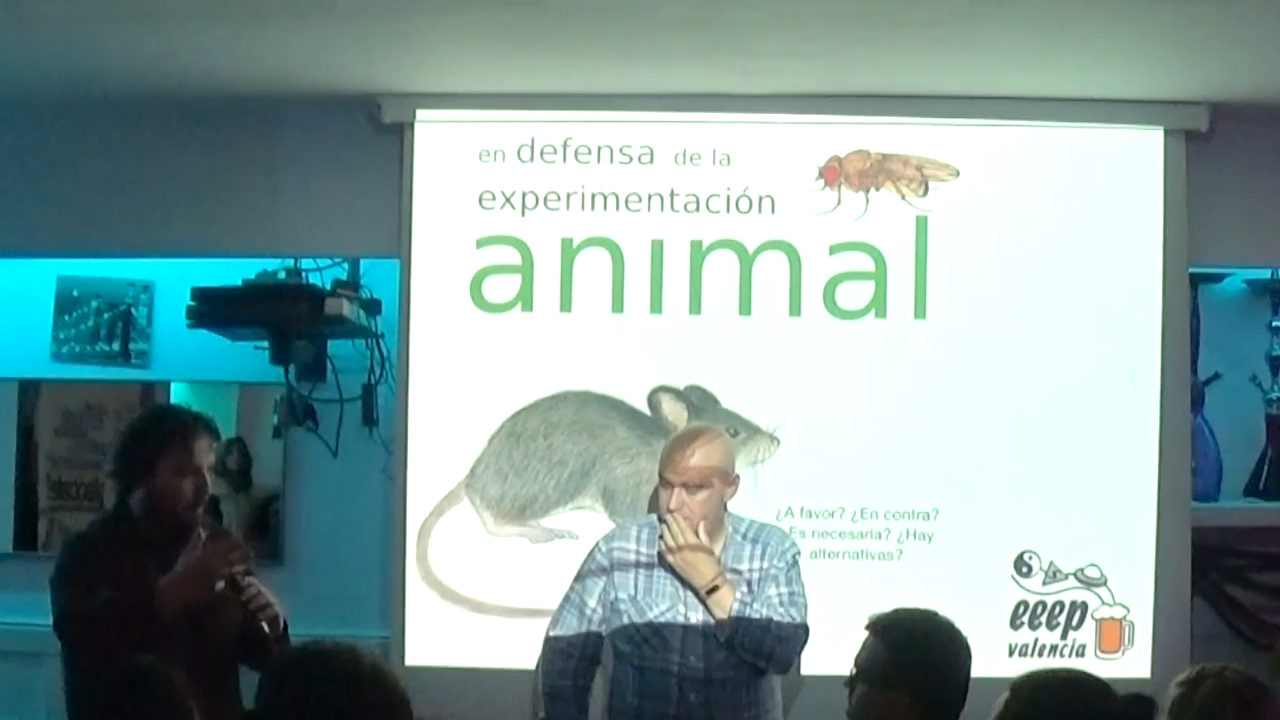 en defensa de la
experimentación
animal
¿A favor? ¿En contra?
Es necesaria? ¿Hay
alternativas?
eeep
valencia